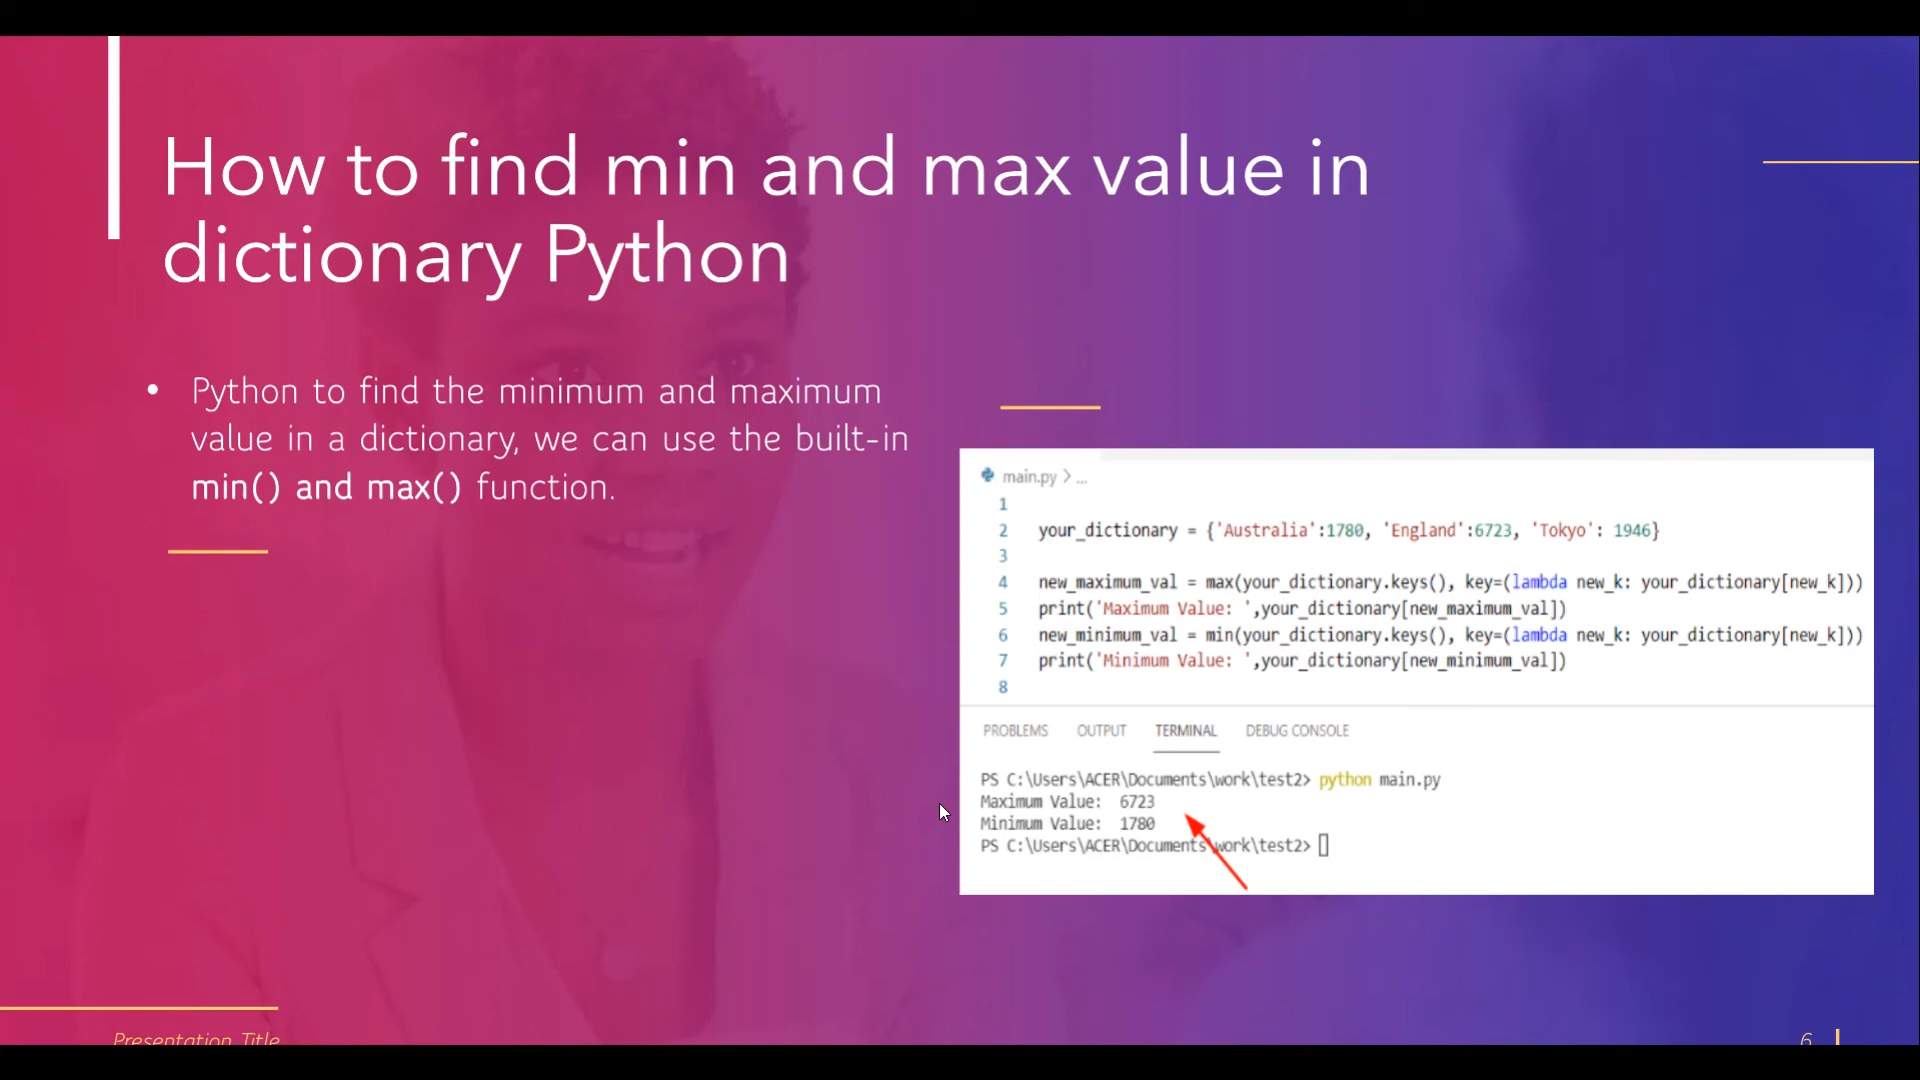 How to find min and max value in
dictionary Python
• Python to find the minimum and maximum
value in a dictionary, we can use the built-in
min() and max() function.
main.py > ...
1
2 your_dictionary = {'Australia':1780, 'England':6723, 'Tokyo': 1946}
3
4 new_maximum_val = max(your_dictionary.keys(), key=(lambda new_k: your_dictionary[new_k]))
5 print('Maximum Value: ',your_dictionary[new_maximum_val])
6 new_minimum_val = min(your_dictionary.keys(), key=(lambda new_k: your_dictionary[new_k]))
7 print('Minimum Value: ',your_dictionary[new_minimum_val])
8
PROBLEMS OUTPUT TERMINAL DEBUG CONSOLE
PS C:\Users\ACER\Documents\work\test2> python main.py
Maximum Value:  6723
Minimum Value:  1780
PS C:\Users\ACER\Documents\work\test2>
Presentation Title
6